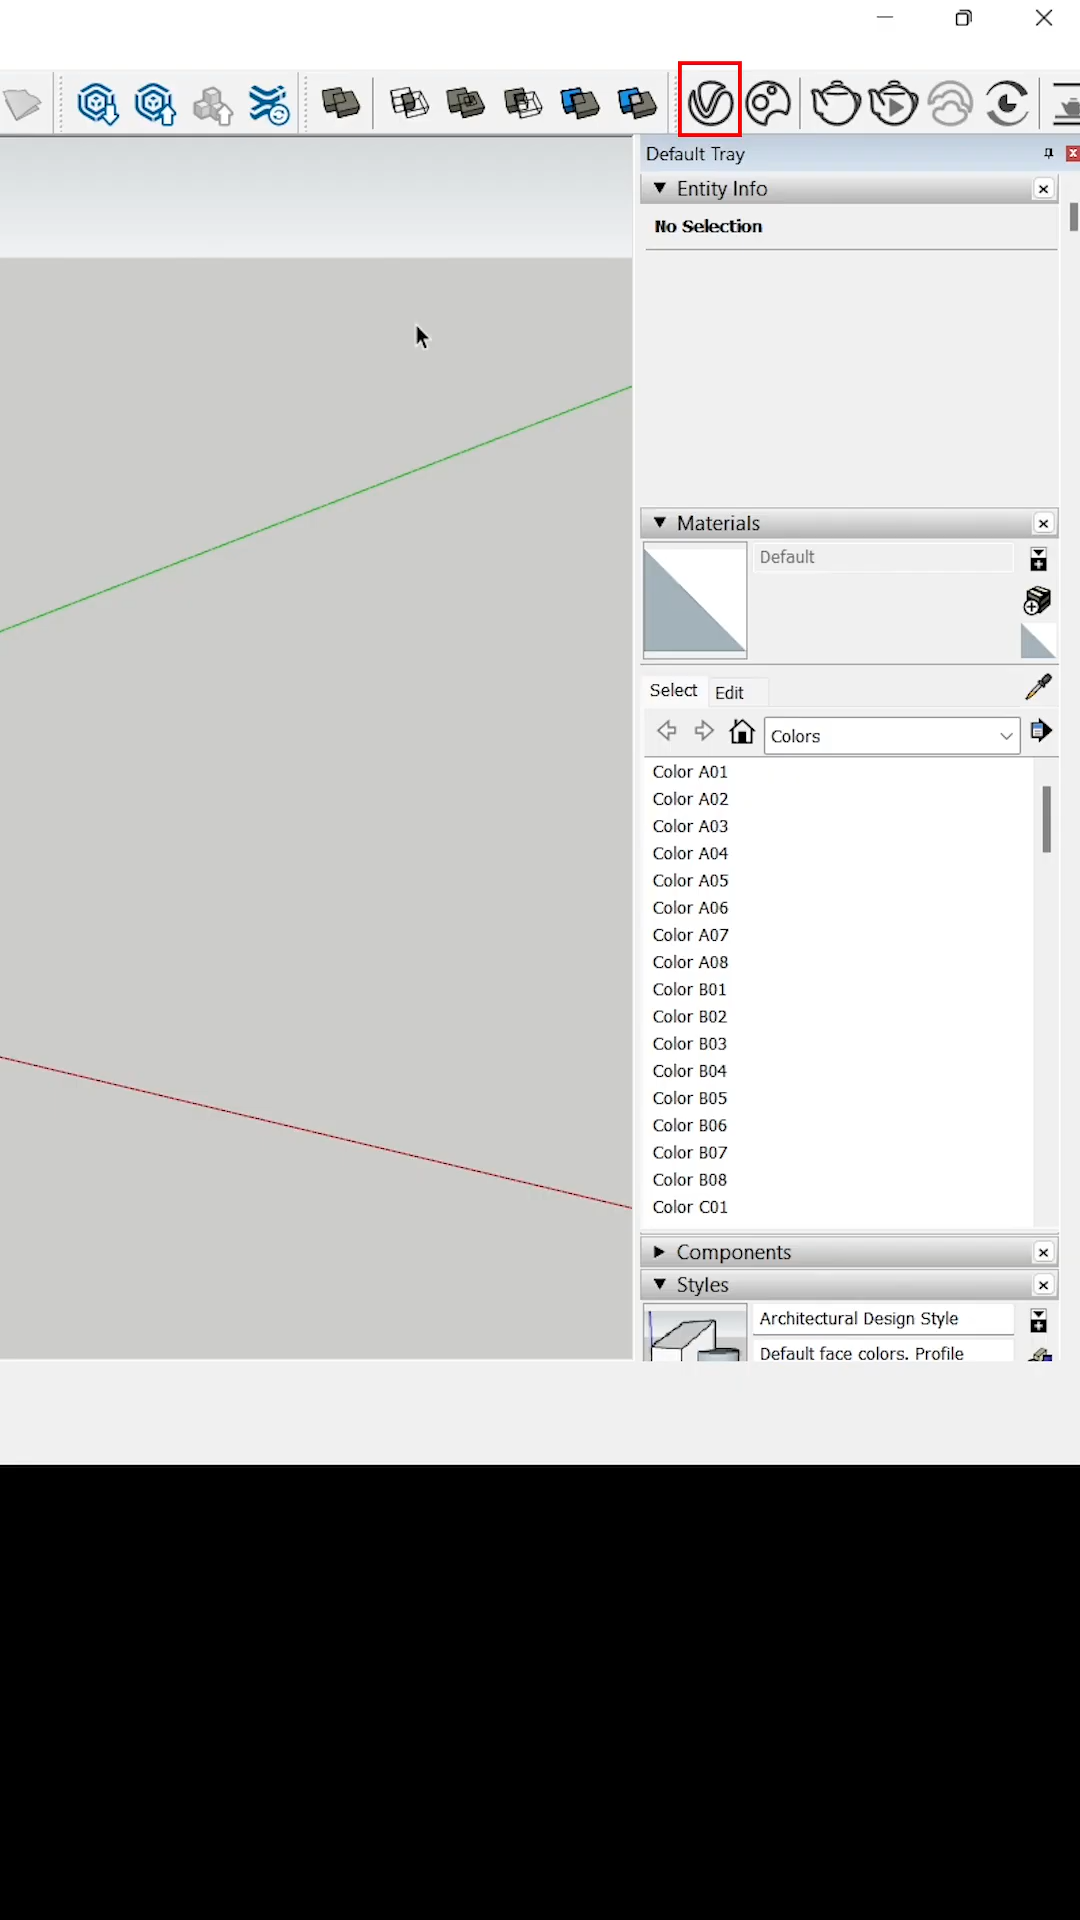 Default Tray
Entity Info
No Selection
Materials
Default
Select
Edit
Colors
Color A01
Color A02
Color A03
Color A04
Color A05
Color A06
Color A07
Color A08
Color B01
Color B02
Color B03
Color B04
Color B05
Color B06
Color B07
Color B08
Color C01
Components
Styles
Architectural Design Style
Default face colors. Profile